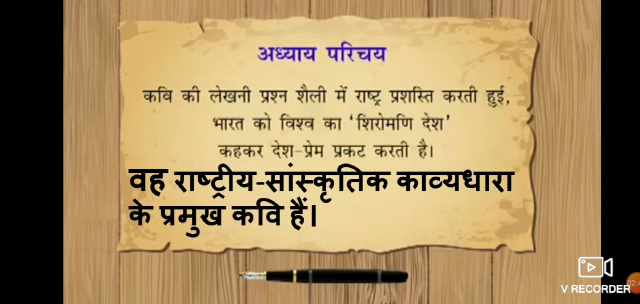 अध्याय परिचय
कवि की लेखनी प्रश्न शैली में राष्ट्र प्रशस्ति करती हुई,
भारत को विश्व का ‘शिरोमणि देश’
कहकर देश-प्रेम प्रकट करती है।
वह राष्ट्रीय-सांस्कृतिक काव्यधारा
के प्रमुख कवि हैं।
V RECORDER